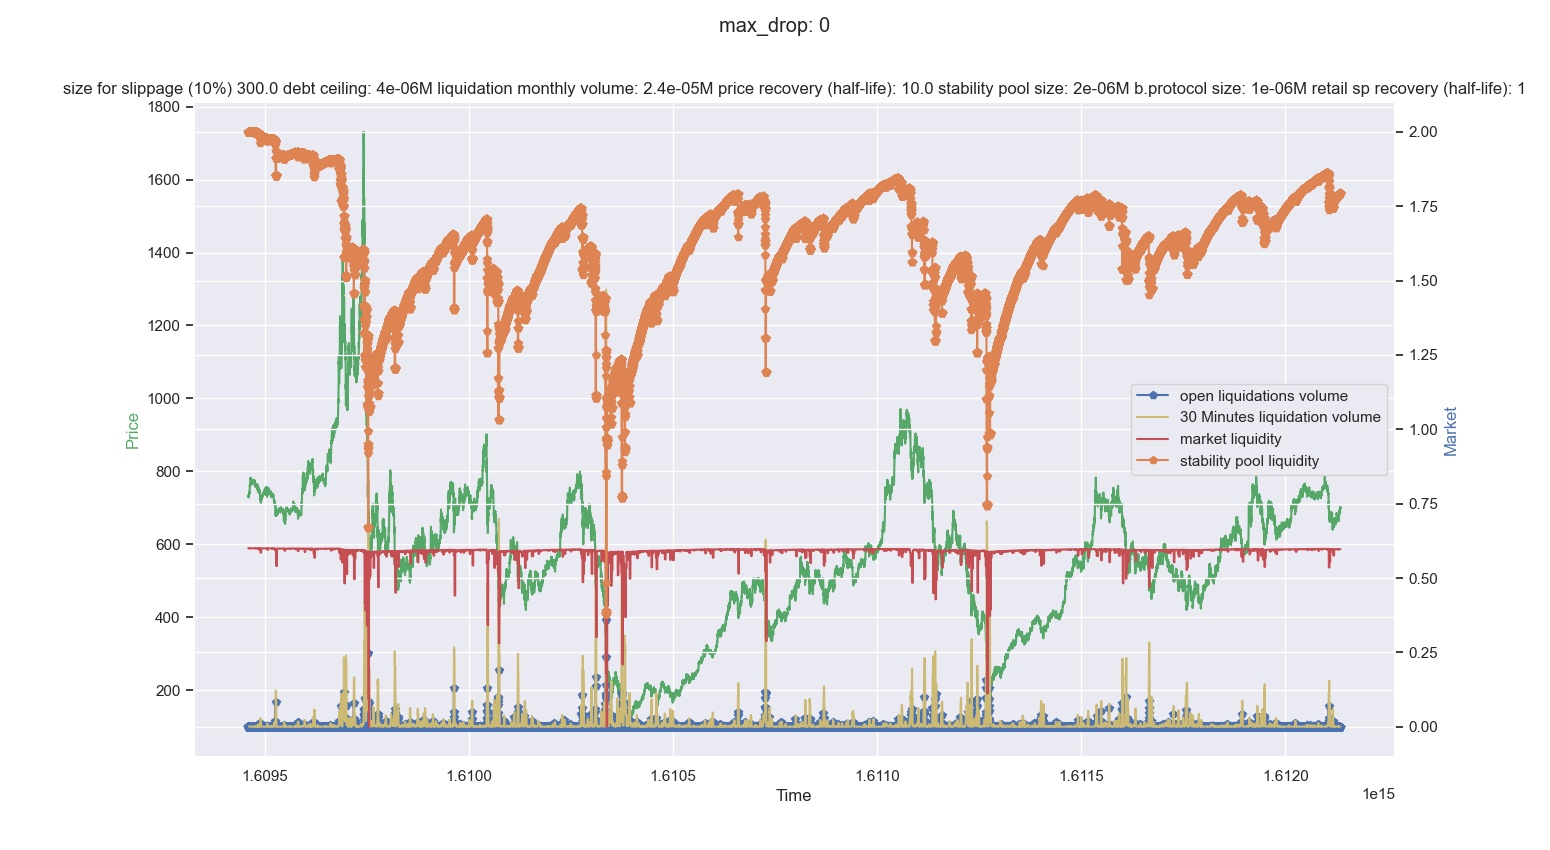 max_drop: 0
size for slippage (10%) 300.0 debt ceiling: 4e-06M liquidation monthly volume: 2.4e-05M price recovery (half-life): 10.0 stability pool size: 2e-06M b.protocol size: 1e-06M retail sp recovery (half-life): 1
1800
1600
1400
1200
1000
800
600
400
200
Price
2.00
1.75
1.50
1.25
1.00
0.75
0.50
0.25
0.00
Market
open liquidations volume
30 Minutes liquidation volume
market liquidity
stability pool liquidity
1.6095
1.6100
1.6105
1.6110
1.6115
1.6120
Time
1e15